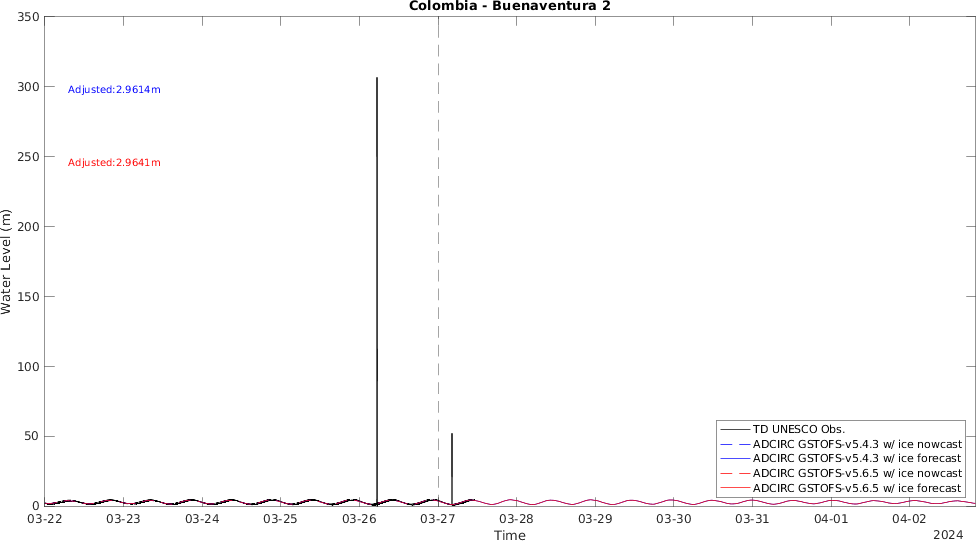 Colombia - Buenaventura 2
350
300
250
200
150
100
50
0
Water Level (m)
Adjusted:2.9614m
Adjusted:2.9641m
TD UNESCO Obs.
ADCIRC GSTOFS-v5.4.3 w/ ice nowcast
ADCIRC GSTOFS-v5.4.3 w/ ice forecast
ADCIRC GSTOFS-v5.6.5 w/ ice nowcast
ADCIRC GSTOFS-v5.6.5 w/ ice forecast
03-22 03-23 03-24 03-25 03-26 03-27 03-28 03-29 03-30 03-31 04-01 04-02
Time
2024